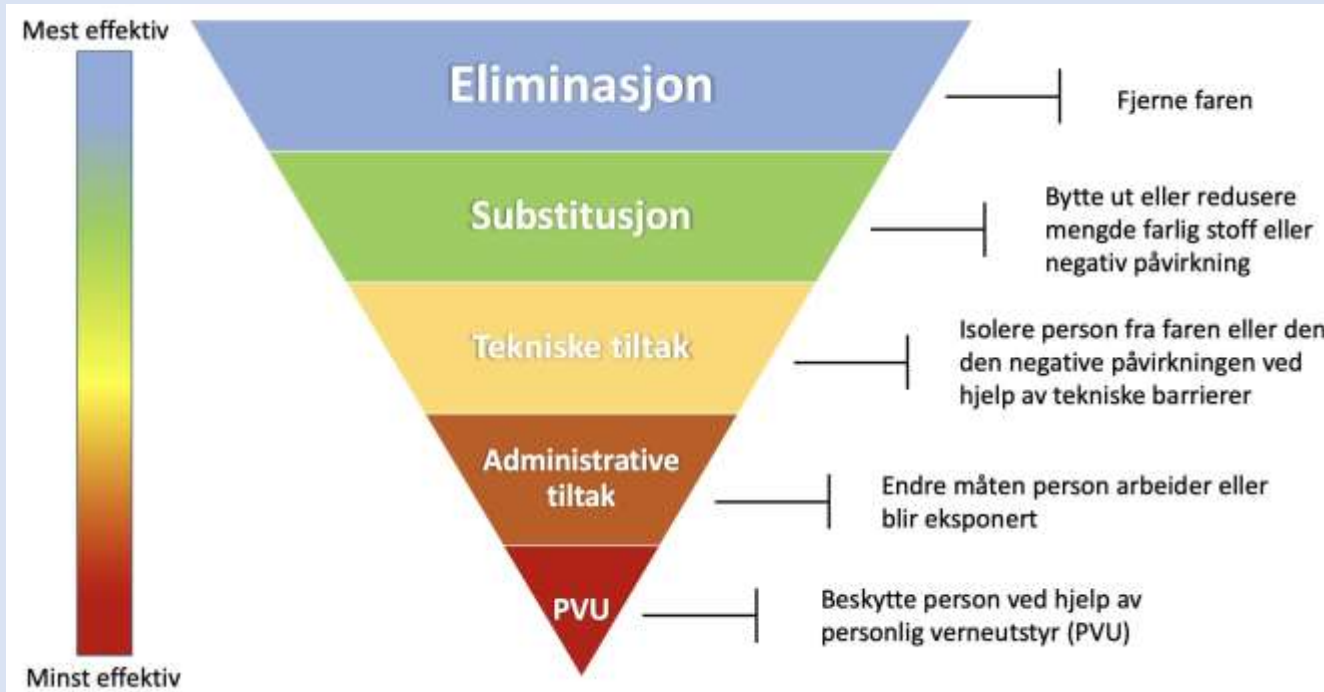 Mest effektiv
Eliminasjon
Fjerne faren
Substitusjon
Bytte ut eller redusere
mengde farlig stoff eller
negativ påvirkning
Tekniske tiltak
Isolere person fra faren eller den
den negative påvirkningen ved
hjelp av tekniske barrierer
Administrative
tiltak
Endre måten person arbeider eller
blir eksponert
PVU
Beskytte person ved hjelp av
personlig verneutstyr (PVU)
Minst effektiv